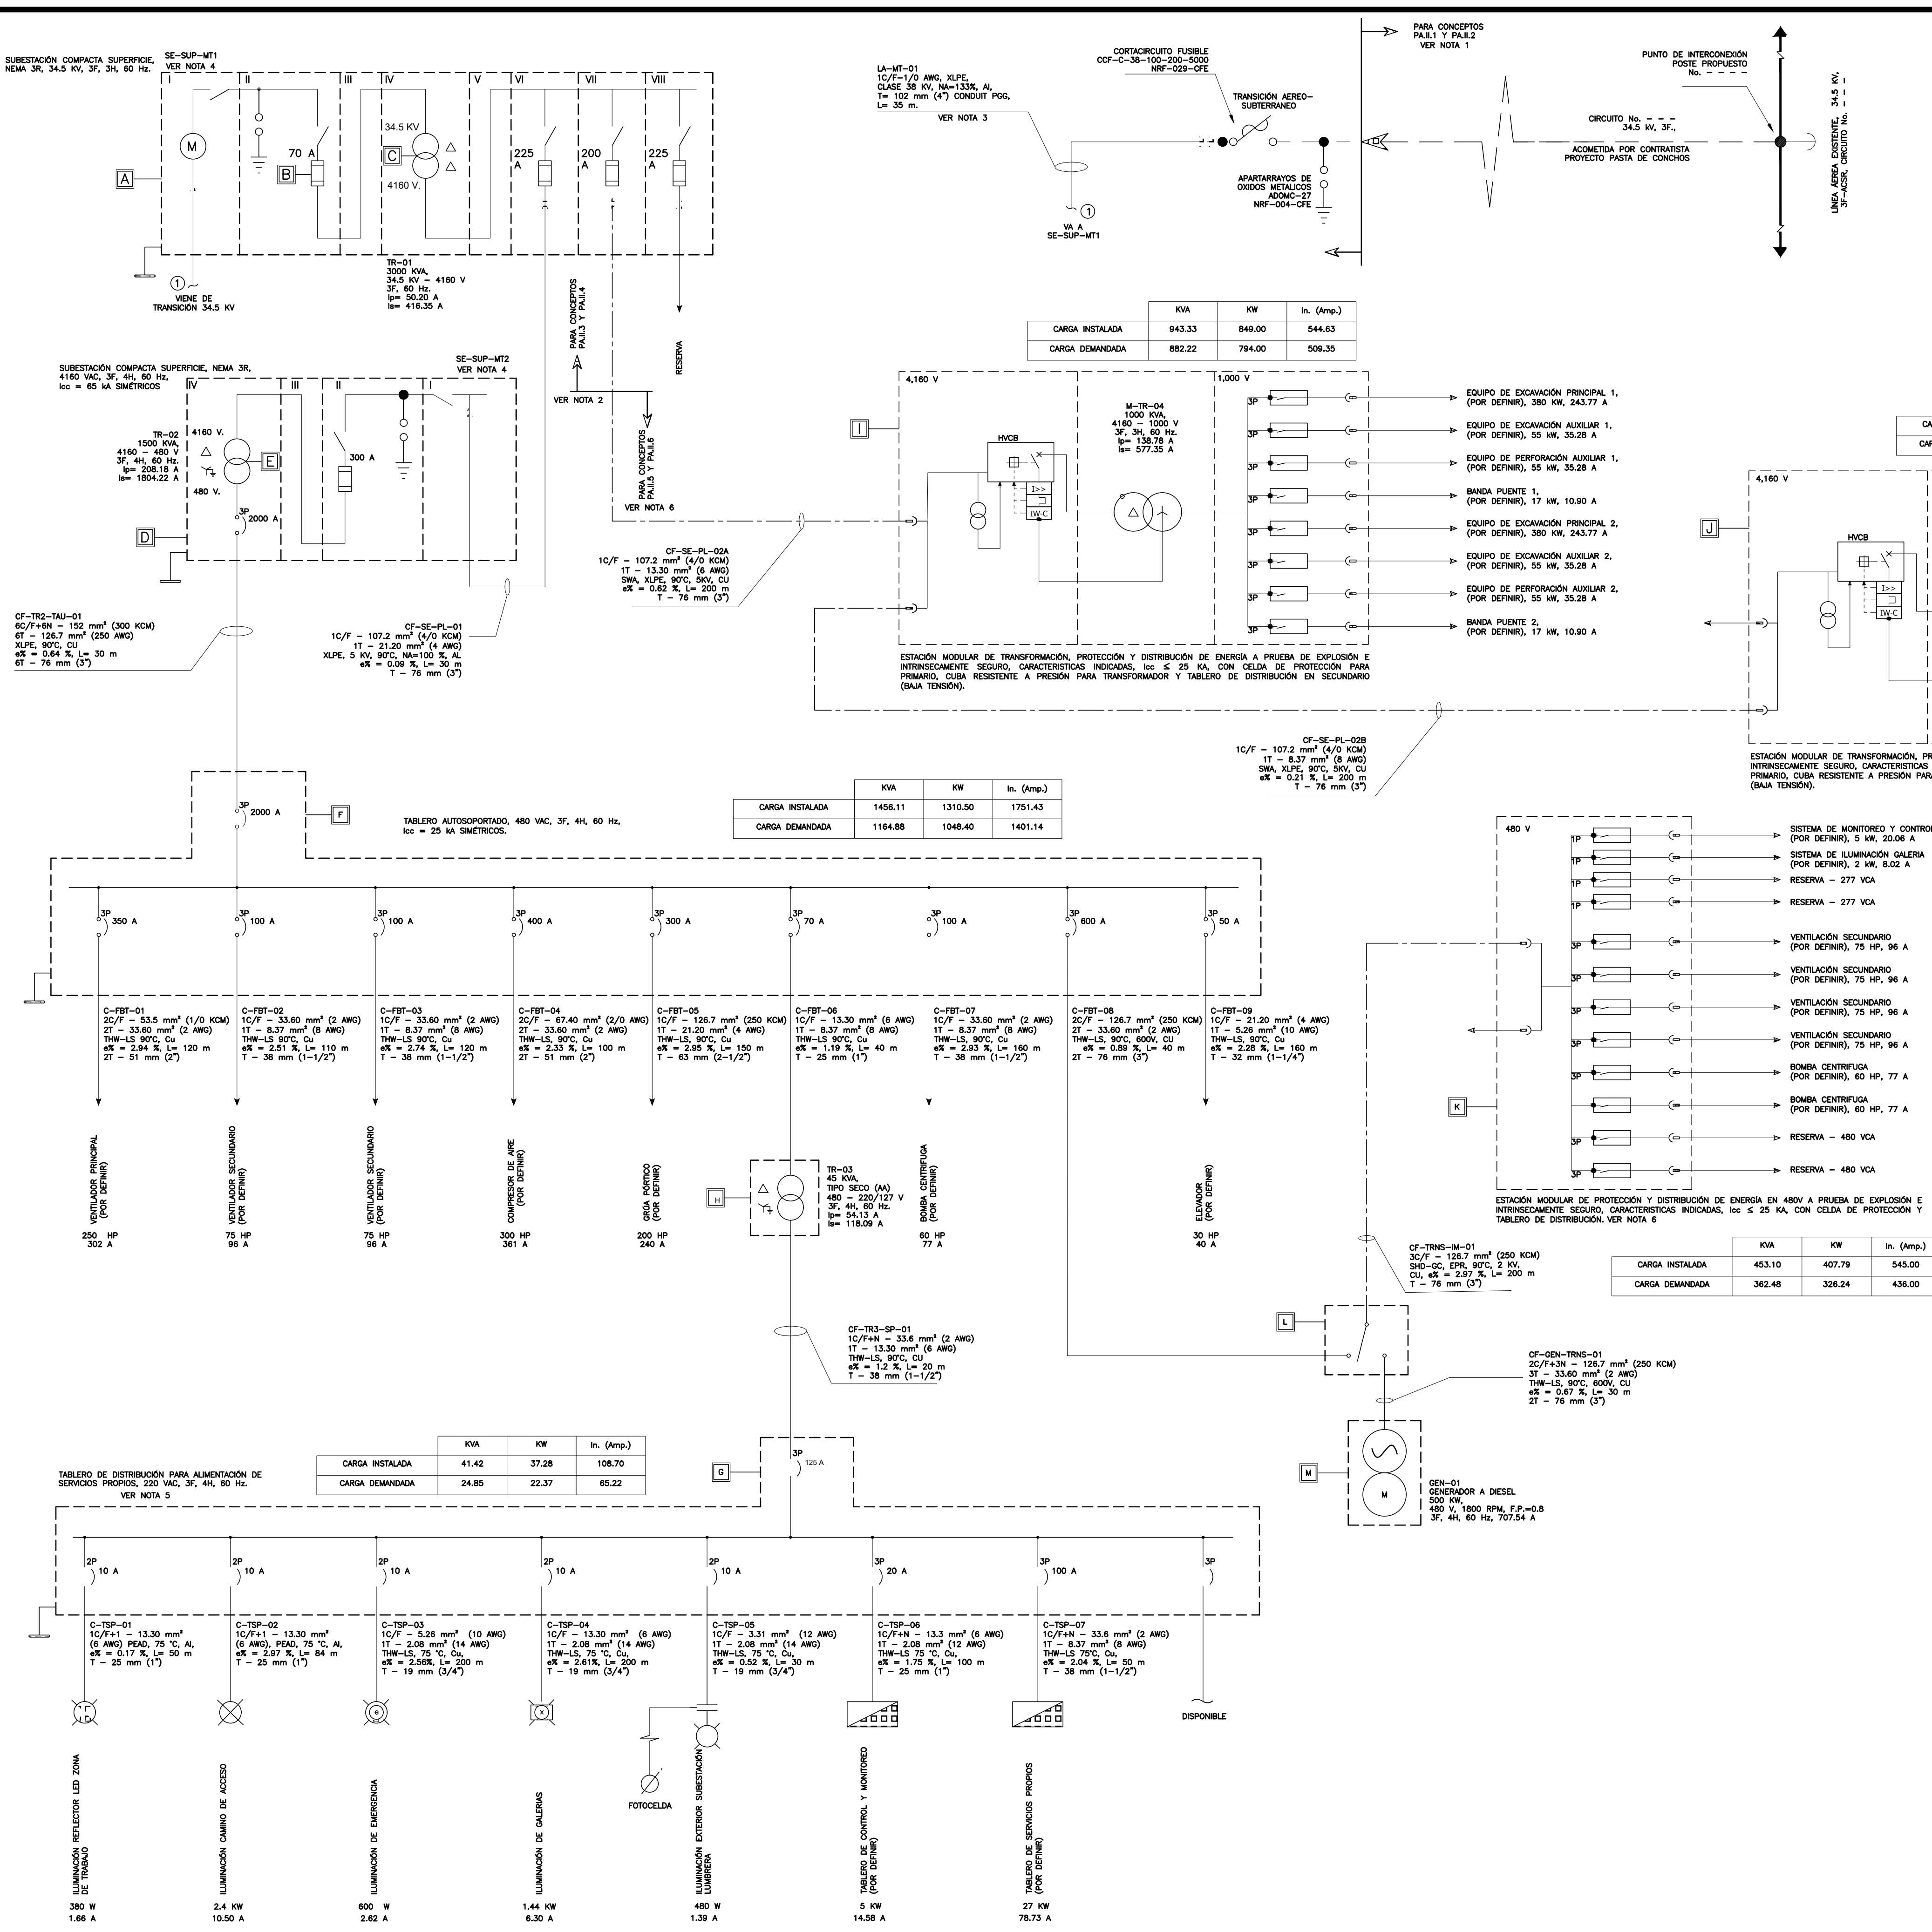 SUBESTACIÓN COMPACTA SUPERFICIE,
NEMA 3R, 34.5 KV, 3F, 3H, 60 Hz.
SE-SUP-MT1
VER NOTA 4
I
II
III
IV
V
VI
VII
VIII
M
A
70 A
B
34.5 KV
C
4160 V.
225
A
200
A
225
A
1
VIENE DE
TRANSICIÓN 34.5 KV
TR-01
3000 KVA,
34.5 KV - 4160 V
3F, 60 Hz.
Ip= 50.20 A
Is= 416.35 A
PARA CONCEPTOS
PA.II.3 Y PA.II.4
RESERVA
VER NOTA 2
PARA CONCEPTOS
PA.II.5 Y PA.II.6
VER NOTA 6
LA-MT-01
1C/F-1/0 AWG, XLPE,
CLASE 38 KV, NA=133%, Al,
T= 102 mm (4") CONDUIT PGG,
L= 35 m.
VER NOTA 3
CORTACIRCUITO FUSIBLE
CCF-C-38-100-200-5000
NRF-029-CFE
TRANSICIÓN AEREO-
SUBTERRANEO
APARTARRAYOS DE
OXIDOS METALICOS
ADOMC-27
NRF-004-CFE
1
VA A
SE-SUP-MT1
PARA CONCEPTOS
PA.II.1 Y PA.II.2
VER NOTA 1
CIRCUITO No. - - -
34.5 kV, 3F.,
ACOMETIDA POR CONTRATISTA
PROYECTO PASTA DE CONCHOS
PUNTO DE INTERCONEXIÓN
POSTE PROPUESTO
No. - - - -
LÍNEA ÁEREA EXISTENTE, 34.5 KV,
3F-ACSR, CIRCUITO No. - - -
SUBESTACIÓN COMPACTA SUPERFICIE, NEMA 3R,
4160 VAC, 3F, 4H, 60 Hz,
Icc = 65 kA SIMÉTRICOS
SE-SUP-MT2
VER NOTA 4
IV
III
II
I
TR-02
1500 KVA,
4160 - 480 V
3F, 4H, 60 Hz.
Ip= 208.18 A
Is= 1804.22 A
4160 V.
E
480 V.
3P
2000 A
300 A
D
CF-TR2-TAU-01
6C/F+6N - 152 mm² (300 KCM)
6T - 126.7 mm² (250 AWG)
XLPE, 90°C, CU
e% = 0.64 %, L= 30 m
6T - 76 mm (3")
CF-SE-PL-01
1C/F - 107.2 mm² (4/0 KCM)
1T - 21.20 mm² (4 AWG)
XLPE, 5 KV, 90°C, NA=100 %, AL
e% = 0.09 %, L= 30 m
T - 76 mm (3")
CF-SE-PL-02A
1C/F - 107.2 mm² (4/0 KCM)
1T - 13.30 mm² (6 AWG)
SWA, XLPE, 90°C, 5KV, CU
e% = 0.62 %, L= 200 m
T - 76 mm (3")
KVA KW In. (Amp.)
CARGA INSTALADA 943.33 849.00 544.63
CARGA DEMANDADA 882.22 794.00 509.35
I
4,160 V
HVCB
I>>
IW-C
M-TR-04
1000 KVA,
4160 - 1000 V
3F, 3H, 60 Hz.
Ip= 138.78 A
Is= 577.35 A
1,000 V
3P
EQUIPO DE EXCAVACIÓN PRINCIPAL 1,
(POR DEFINIR), 380 KW, 243.77 A
3P
EQUIPO DE EXCAVACIÓN AUXILIAR 1,
(POR DEFINIR), 55 kW, 35.28 A
3P
EQUIPO DE PERFORACIÓN AUXILIAR 1,
(POR DEFINIR), 55 kW, 35.28 A
3P
BANDA PUENTE 1,
(POR DEFINIR), 17 kW, 10.90 A
3P
EQUIPO DE EXCAVACIÓN PRINCIPAL 2,
(POR DEFINIR), 380 KW, 243.77 A
3P
EQUIPO DE EXCAVACIÓN AUXILIAR 2,
(POR DEFINIR), 55 kW, 35.28 A
3P
EQUIPO DE PERFORACIÓN AUXILIAR 2,
(POR DEFINIR), 55 kW, 35.28 A
3P
BANDA PUENTE 2,
(POR DEFINIR), 17 kW, 10.90 A
ESTACIÓN MODULAR DE TRANSFORMACIÓN, PROTECCIÓN Y DISTRIBUCIÓN DE ENERGÍA A PRUEBA DE EXPLOSIÓN E
INTRINSECAMENTE SEGURO, CARACTERISTICAS INDICADAS, Icc ≤ 25 KA, CON CELDA DE PROTECCIÓN PARA
PRIMARIO, CUBA RESISTENTE A PRESIÓN PARA TRANSFORMADOR Y TABLERO DE DISTRIBUCIÓN EN SECUNDARIO
(BAJA TENSIÓN).
CA
CAR
4,160 V
J
HVCB
I>>
IW-C
ESTACIÓN MODULAR DE TRANSFORMACIÓN, PR
INTRINSECAMENTE SEGURO, CARACTERISTICAS
PRIMARIO, CUBA RESISTENTE A PRESIÓN PARA
(BAJA TENSIÓN).
CF-SE-PL-02B
1C/F - 107.2 mm² (4/0 KCM)
1T - 8.37 mm² (8 AWG)
SWA, XLPE, 90°C, 5KV, CU
e% = 0.21 %, L= 200 m
T - 76 mm (3")
3P
2000 A
F
TABLERO AUTOSOPORTADO, 480 VAC, 3F, 4H, 60 Hz,
Icc = 25 kA SIMÉTRICOS.
KVA KW In. (Amp.)
CARGA INSTALADA 1456.11 1310.50 1751.43
CARGA DEMANDADA 1164.88 1048.40 1401.14
3P
350 A
3P
100 A
3P
100 A
3P
400 A
3P
300 A
3P
70 A
3P
100 A
3P
600 A
3P
50 A
C-FBT-01
2C/F - 53.5 mm² (1/0 KCM)
2T - 33.60 mm² (2 AWG)
THW-LS 90°C, Cu
e% = 2.94 %, L= 120 m
2T - 51 mm (2")
C-FBT-02
1C/F - 33.60 mm² (2 AWG)
1T - 8.37 mm² (8 AWG)
THW-LS 90°C, Cu
e% = 2.51 %, L= 110 m
T - 38 mm (1-1/2")
C-FBT-03
1C/F - 33.60 mm² (2 AWG)
1T - 8.37 mm² (8 AWG)
THW-LS 90°C, Cu
e% = 2.74 %, L= 120 m
T - 38 mm (1-1/2")
C-FBT-04
2C/F - 67.40 mm² (2/0 AWG)
2T - 33.60 mm² (2 AWG)
THW-LS, 90°C, Cu
e% = 2.33 %, L= 100 m
2T - 51 mm (2")
C-FBT-05
1C/F - 126.7 mm² (250 KCM)
1T - 21.20 mm² (4 AWG)
THW-LS, 90°C, Cu
e% = 2.95 %, L= 150 m
T - 63 mm (2-1/2")
C-FBT-06
1C/F - 13.30 mm² (6 AWG)
1T - 8.37 mm² (8 AWG)
THW-LS, 90°C, Cu
e% = 1.19 %, L= 40 m
T - 25 mm (1")
C-FBT-07
1C/F - 33.60 mm² (2 AWG)
1T - 8.37 mm² (8 AWG)
THW-LS, 90°C, Cu
e% = 2.93 %, L= 160 m
T - 38 mm (1-1/2")
C-FBT-08
2C/F - 126.7 mm² (250 KCM)
2T - 33.60 mm² (2 AWG)
THW-LS, 90°C, 600V, CU
e% = 0.89 %, L= 40 m
2T - 76 mm (3")
C-FBT-09
1C/F - 21.20 mm² (4 AWG)
1T - 5.26 mm² (10 AWG)
THW-LS, 90°C, Cu
e% = 2.28 %, L= 160 m
T - 32 mm (1-1/4")
VENTILADOR PRINCIPAL
(POR DEFINIR)
250 HP
302 A
VENTILADOR SECUNDARIO
(POR DEFINIR)
75 HP
96 A
VENTILADOR SECUNDARIO
(POR DEFINIR)
75 HP
96 A
COMPRESOR DE AIRE
(POR DEFINIR)
300 HP
361 A
GRÚA PÓRTICO
(POR DEFINIR)
200 HP
240 A
H
TR-03
45 KVA,
TIPO SECO (AA)
480 - 220/127 V
3F, 4H, 60 Hz.
Ip= 54.13 A
Is= 118.09 A
BOMBA CENTRIFUGA
(POR DEFINIR)
60 HP
77 A
ELEVADOR
(POR DEFINIR)
30 HP
40 A
480 V
K
1P
SISTEMA DE MONITOREO Y CONTROL
(POR DEFINIR), 5 kW, 20.06 A
1P
SISTEMA DE ILUMINACIÓN GALERIA
(POR DEFINIR), 2 kW, 8.02 A
1P
RESERVA - 277 VCA
1P
RESERVA - 277 VCA
3P
VENTILACIÓN SECUNDARIO
(POR DEFINIR), 75 HP, 96 A
3P
VENTILACIÓN SECUNDARIO
(POR DEFINIR), 75 HP, 96 A
3P
VENTILACIÓN SECUNDARIO
(POR DEFINIR), 75 HP, 96 A
3P
VENTILACIÓN SECUNDARIO
(POR DEFINIR), 75 HP, 96 A
3P
BOMBA CENTRIFUGA
(POR DEFINIR), 60 HP, 77 A
BOMBA CENTRIFUGA
(POR DEFINIR), 60 HP, 77 A
3P
RESERVA - 480 VCA
3P
RESERVA - 480 VCA
ESTACIÓN MODULAR DE PROTECCIÓN Y DISTRIBUCIÓN DE ENERGÍA EN 480V A PRUEBA DE EXPLOSIÓN E
INTRINSECAMENTE SEGURO, CARACTERISTICAS INDICADAS, Icc ≤ 25 KA, CON CELDA DE PROTECCIÓN Y
TABLERO DE DISTRIBUCIÓN. VER NOTA 6
KVA KW In. (Amp.)
CARGA INSTALADA 453.10 407.79 545.00
CARGA DEMANDADA 362.48 326.24 436.00
CF-TRNS-IM-01
3C/F - 126.7 mm² (250 KCM)
SHD-GC, EPR, 90°C, 2 KV,
CU, e% = 2.97 %, L= 200 m
T - 76 mm (3")
L
CF-GEN-TRNS-01
2C/F+3N - 126.7 mm² (250 KCM)
3T - 33.60 mm² (2 AWG)
THW-LS, 90°C, 600V, CU
e% = 0.67 %, L= 30 m
2T - 76 mm (3")
M
M
GEN-01
GENERADOR A DIESEL
500 KW,
480 V, 1800 RPM, F.P.=0.8
3F, 4H, 60 Hz, 707.54 A
CF-TR3-SP-01
1C/F+N - 33.6 mm² (2 AWG)
1T - 13.30 mm² (6 AWG)
THW-LS, 90°C, CU
e% = 1.2 %, L= 20 m
T - 38 mm (1-1/2")
TABLERO DE DISTRIBUCIÓN PARA ALIMENTACIÓN DE
SERVICIOS PROPIOS, 220 VAC, 3F, 4H, 60 Hz.
VER NOTA 5
KVA KW In. (Amp.)
CARGA INSTALADA 41.42 37.28 108.70
CARGA DEMANDADA 24.85 22.37 65.22
G
3P
125 A
2P
10 A
2P
10 A
2P
10 A
2P
10 A
2P
10 A
3P
20 A
3P
100 A
3P
C-TSP-01
1C/F+1 - 13.30 mm²
(6 AWG) PEAD, 75 °C, Al,
e% = 0.17 %, L= 50 m
T - 25 mm (1")
C-TSP-02
1C/F+1 - 13.30 mm²
(6 AWG), PEAD, 75 °C, Al,
e% = 2.97 %, L= 84 m
T - 25 mm (1")
C-TSP-03
1C/F - 5.26 mm² (10 AWG)
1T - 2.08 mm² (14 AWG)
THW-LS, 75 °C, Cu,
e% = 2.56%, L= 200 m
T - 19 mm (3/4")
C-TSP-04
1C/F - 13.30 mm² (6 AWG)
1T - 2.08 mm² (14 AWG)
THW-LS, 75 °C, Cu,
e% = 2.61%, L= 200 m
T - 19 mm (3/4")
C-TSP-05
1C/F - 3.31 mm² (12 AWG)
1T - 2.08 mm² (14 AWG)
THW-LS, 75 °C, Cu,
e% = 0.52 %, L= 30 m
T - 19 mm (3/4")
C-TSP-06
1C/F+N - 13.3 mm² (6 AWG)
1T - 2.08 mm² (12 AWG)
THW-LS 75 °C, Cu,
e% = 1.75 %, L= 100 m
T - 25 mm (1")
C-TSP-07
1C/F+N - 33.6 mm² (2 AWG)
1T - 8.37 mm² (8 AWG)
THW-LS 75°C, Cu,
e% = 2.04 %, L= 50 m
T - 38 mm (1-1/2")
e
x
FOTOCELDA
DISPONIBLE
ILUMINACIÓN REFLECTOR LED ZONA
DE TRABAJO
380 W
1.66 A
ILUMINACIÓN CAMINO DE ACCESO
2.4 KW
10.50 A
ILUMINACIÓN DE EMERGENCIA
600 W
2.62 A
ILUMINACIÓN DE GALERIAS
1.44 KW
6.30 A
ILUMINACIÓN EXTERIOR SUBESTACIÓN
LUMBRERA
480 W
1.39 A
TABLERO DE CONTROL Y MONITOREO
(POR DEFINIR)
5 KW
14.58 A
TABLERO DE SERVICIOS PROPIOS
(POR DEFINIR)
27 KW
78.73 A